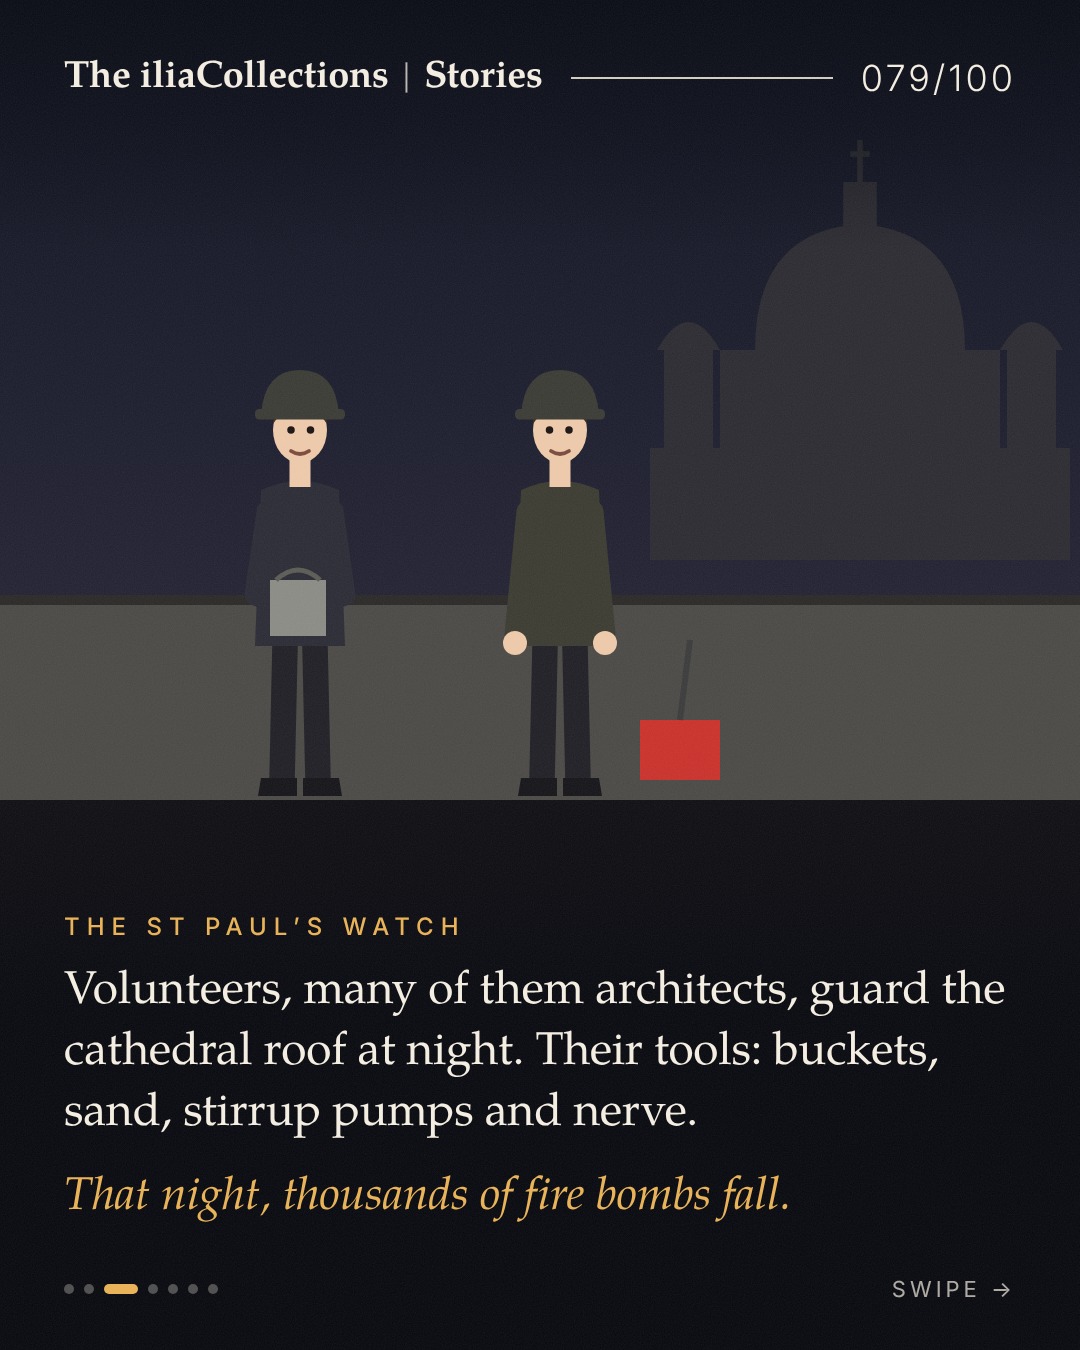 The iliaCollections | Stories
079/100
THE ST PAUL’S WATCH
Volunteers, many of them architects, guard the
cathedral roof at night. Their tools: buckets,
sand, stirrup pumps and nerve.
That night, thousands of fire bombs fall.
SWIPE →